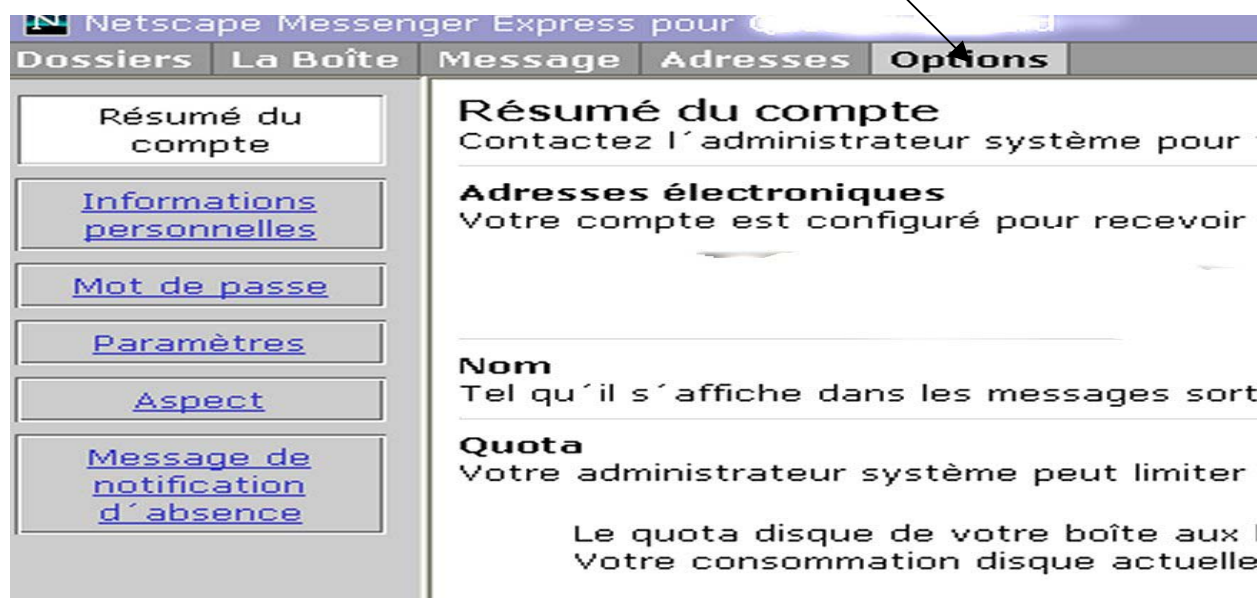 Netscape Messenger Express pour
Dossiers La Boîte Message Adresses Options
Résumé du
compte
Informations
personnelles
Mot de passe
Paramètres
Aspect
Message de
notification
d´absence
Résumé du compte
Contactez l´administrateur système pour
Adresses électroniques
Votre compte est configuré pour recevoir
Nom
Tel qu´il s´affiche dans les messages sort
Quota
Votre administrateur système peut limiter
Le quota disque de votre boîte aux
Votre consommation disque actuelle